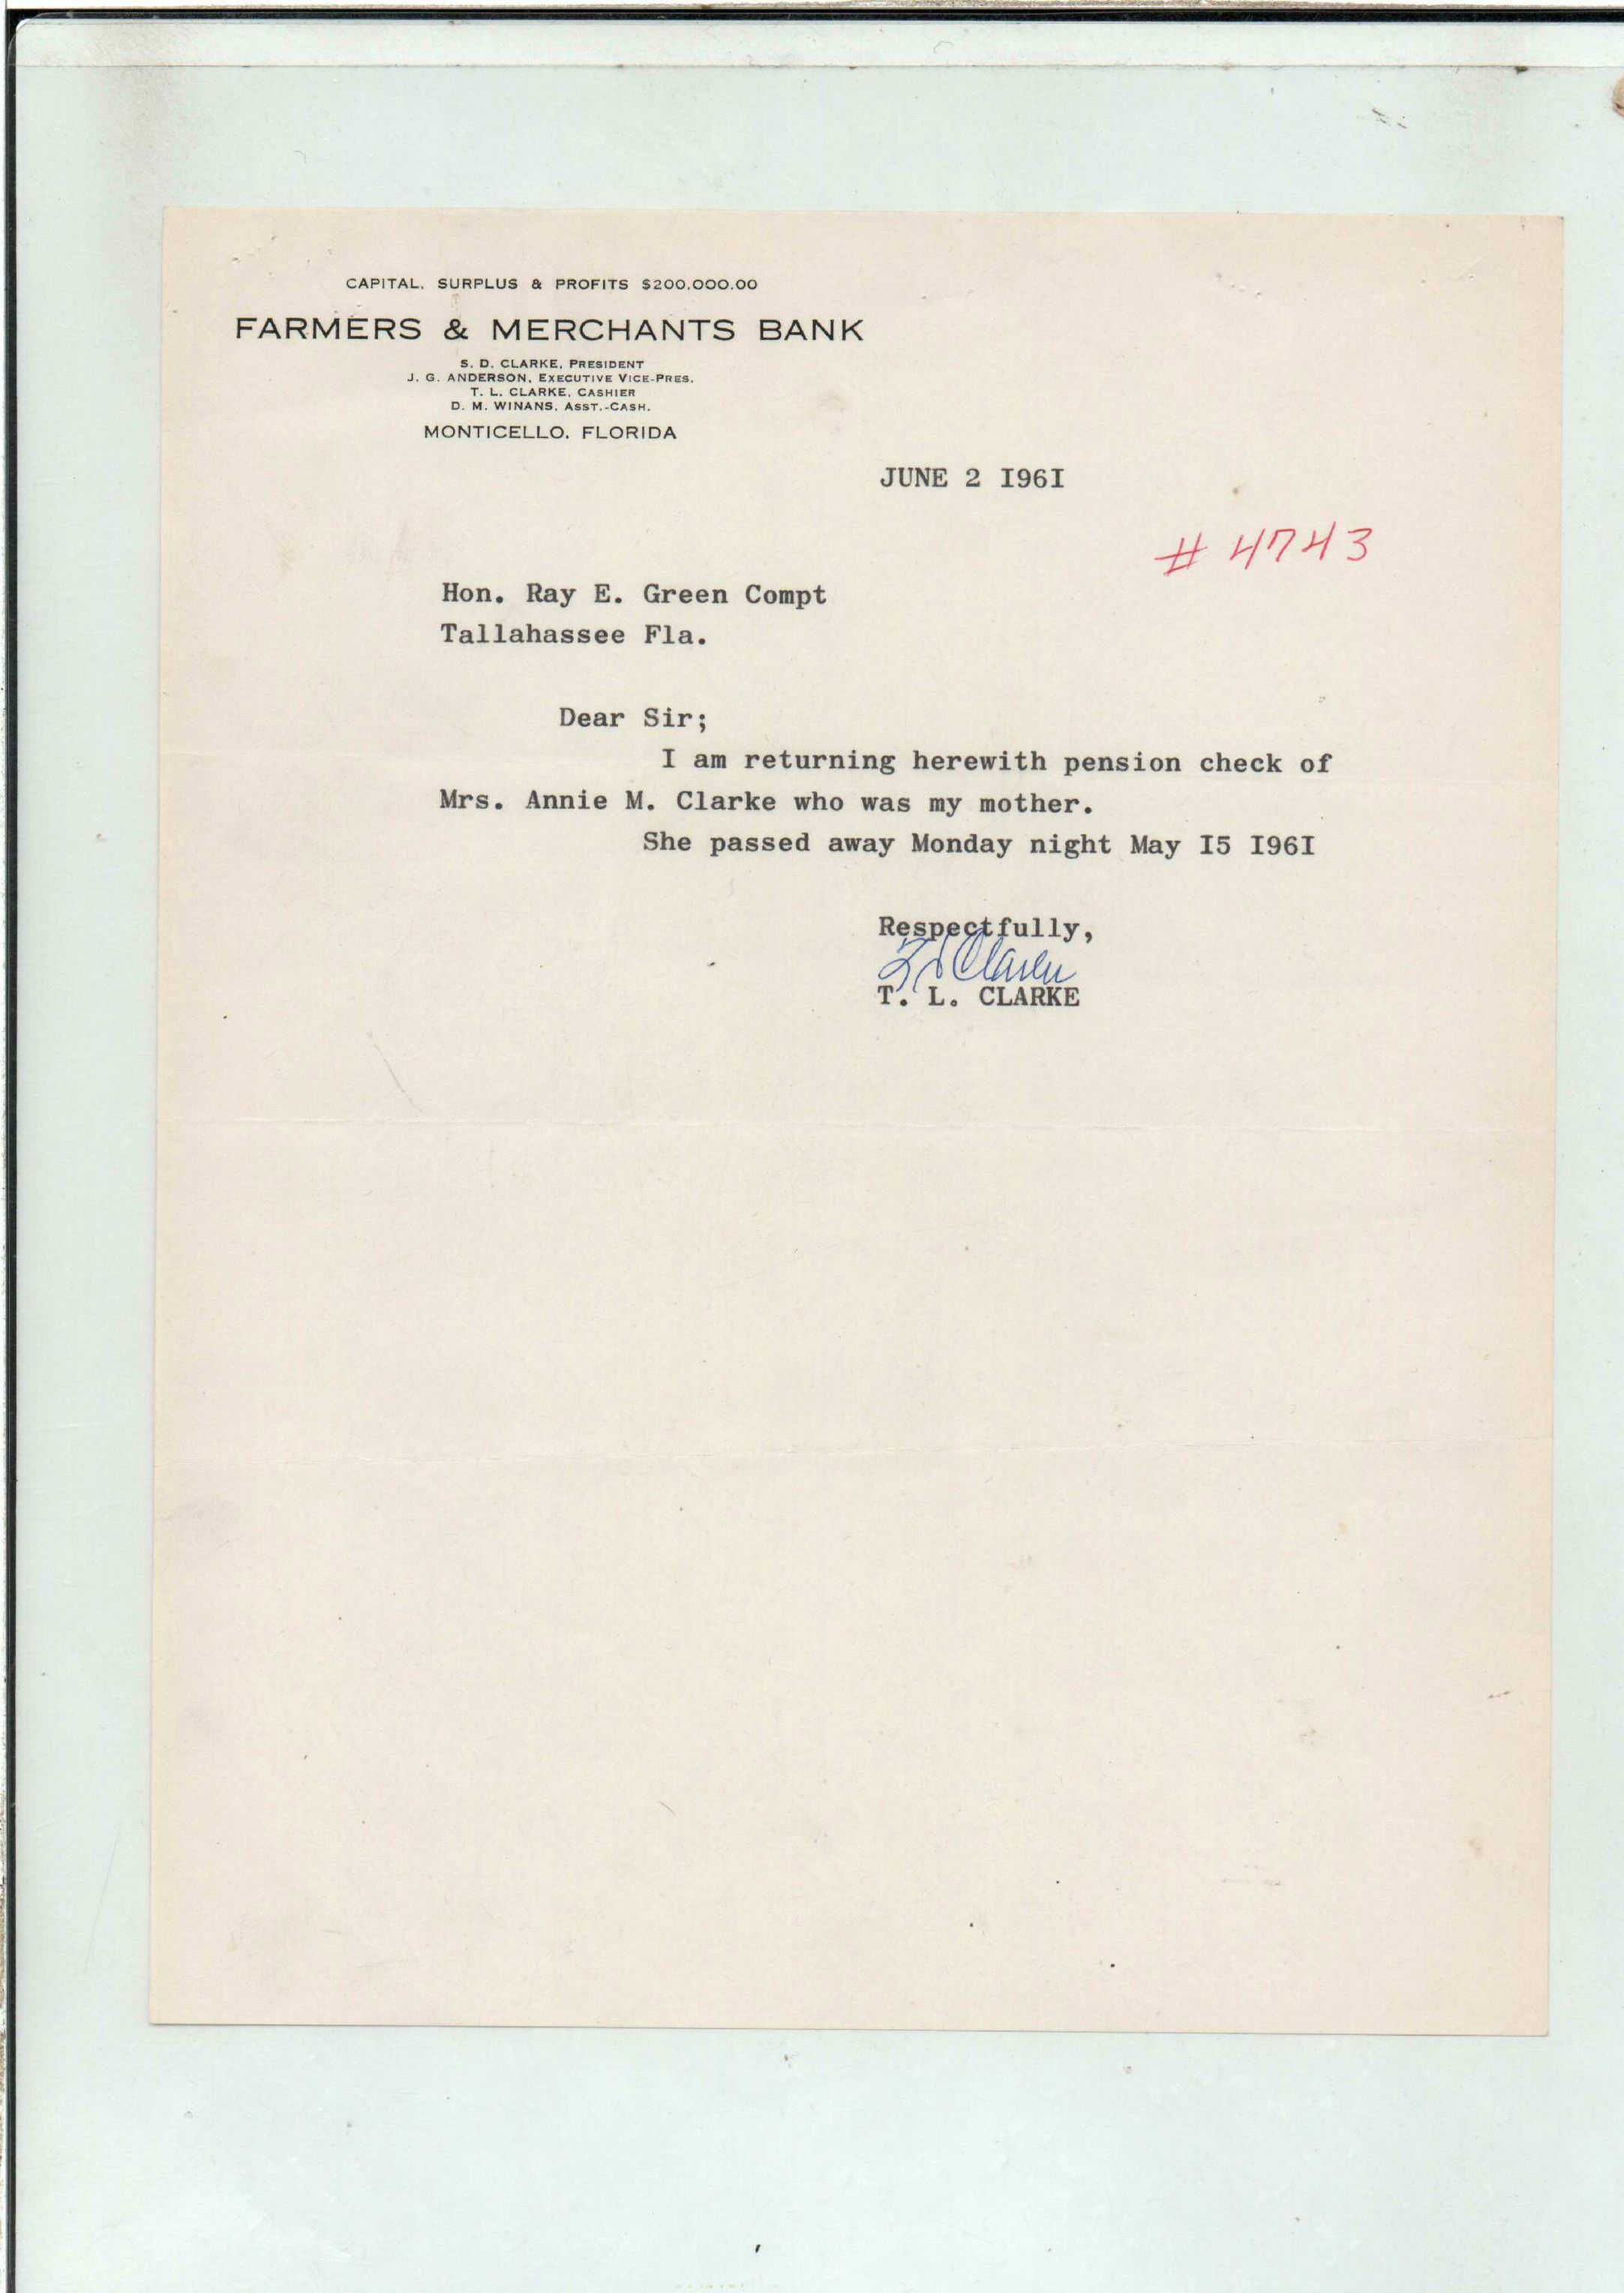 CAPITAL, SURPLUS & PROFITS $200,000.00
FARMERS & MERCHANTS BANK
S. D. CLARKE, PRESIDENT
J. G. ANDERSON, EXECUTIVE VICE-PRES.
T. L. CLARKE, CASHIER
D. M. WINANS, ASST.-CASH.
MONTICELLO, FLORIDA
JUNE 2 I96I
# 4743
Hon. Ray E. Green Compt
Tallahassee Fla.
Dear Sir;
I am returning herewith pension check of
Mrs. Annie M. Clarke who was my mother.
She passed away Monday night May I5 I96I
Respectfully,
T L Clarke
T. L. CLARKE